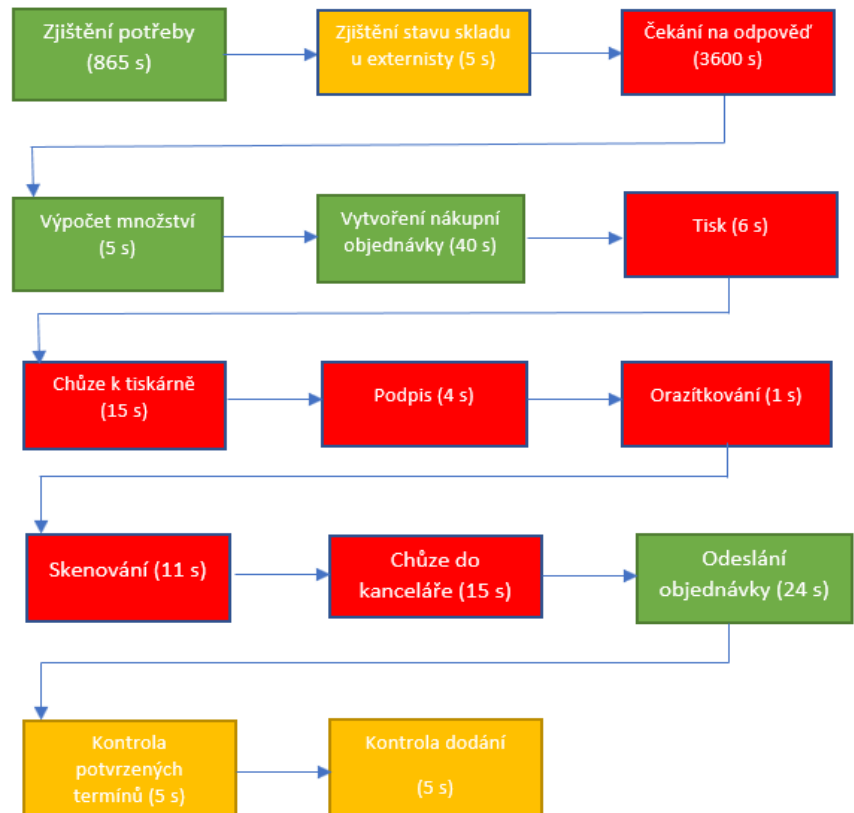 Zjištění potřeby
(865 s)
Zjištění stavu skladu
u externisty (5 s)
Čekání na odpověď
(3600 s)
Výpočet množství
(5 s)
Vytvoření nákupní
objednávky (40 s)
Tisk (6 s)
Chůze k tiskárně
(15 s)
Podpis (4 s)
Orazítkování (1 s)
Skenování (11 s)
Chůze do
kanceláře (15 s)
Odeslání
objednávky (24 s)
Kontrola
potvrzených
termínů (5 s)
Kontrola dodání
(5 s)